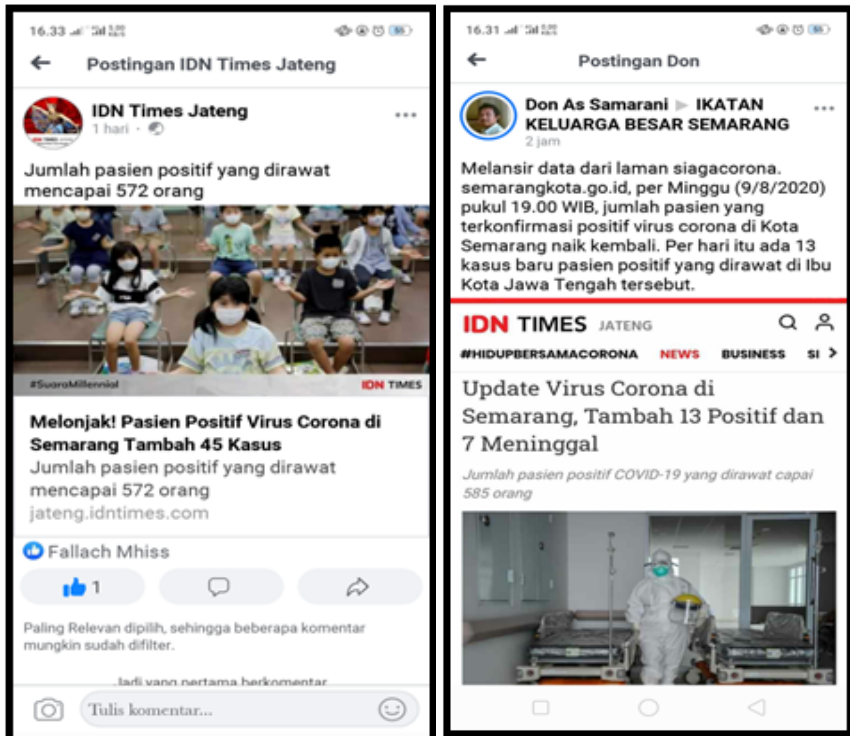 16.33
55
Postingan IDN Times Jateng
IDN Times Jateng
1 hari
Jumlah pasien positif yang dirawat
mencapai 572 orang
#SuaraMillennial
IDN TIMES
Melonjak! Pasien Positif Virus Corona di
Semarang Tambah 45 Kasus
Jumlah pasien positif yang dirawat
mencapai 572 orang
jateng.idntimes.com
Fallach Mhiss
1
Paling Relevan dipilih, sehingga beberapa komentar
mungkin sudah difilter.
Jadi yang pertama berkomentar
Tulis komentar...
16.31
55
Postingan Don
Don As Samarani ▶ IKATAN
KELUARGA BESAR SEMARANG
2 jam
Melansir data dari laman siagacorona.
semarangkota.go.id, per Minggu (9/8/2020)
pukul 19.00 WIB, jumlah pasien yang
terkonfirmasi positif virus corona di Kota
Semarang naik kembali. Per hari itu ada 13
kasus baru pasien positif yang dirawat di Ibu
Kota Jawa Tengah tersebut.
IDN TIMES JATENG
#HIDUPBERSAMACORONA NEWS BUSINESS SI
Update Virus Corona di
Semarang, Tambah 13 Positif dan
7 Meninggal
Jumlah pasien positif COVID-19 yang dirawat capai
585 orang